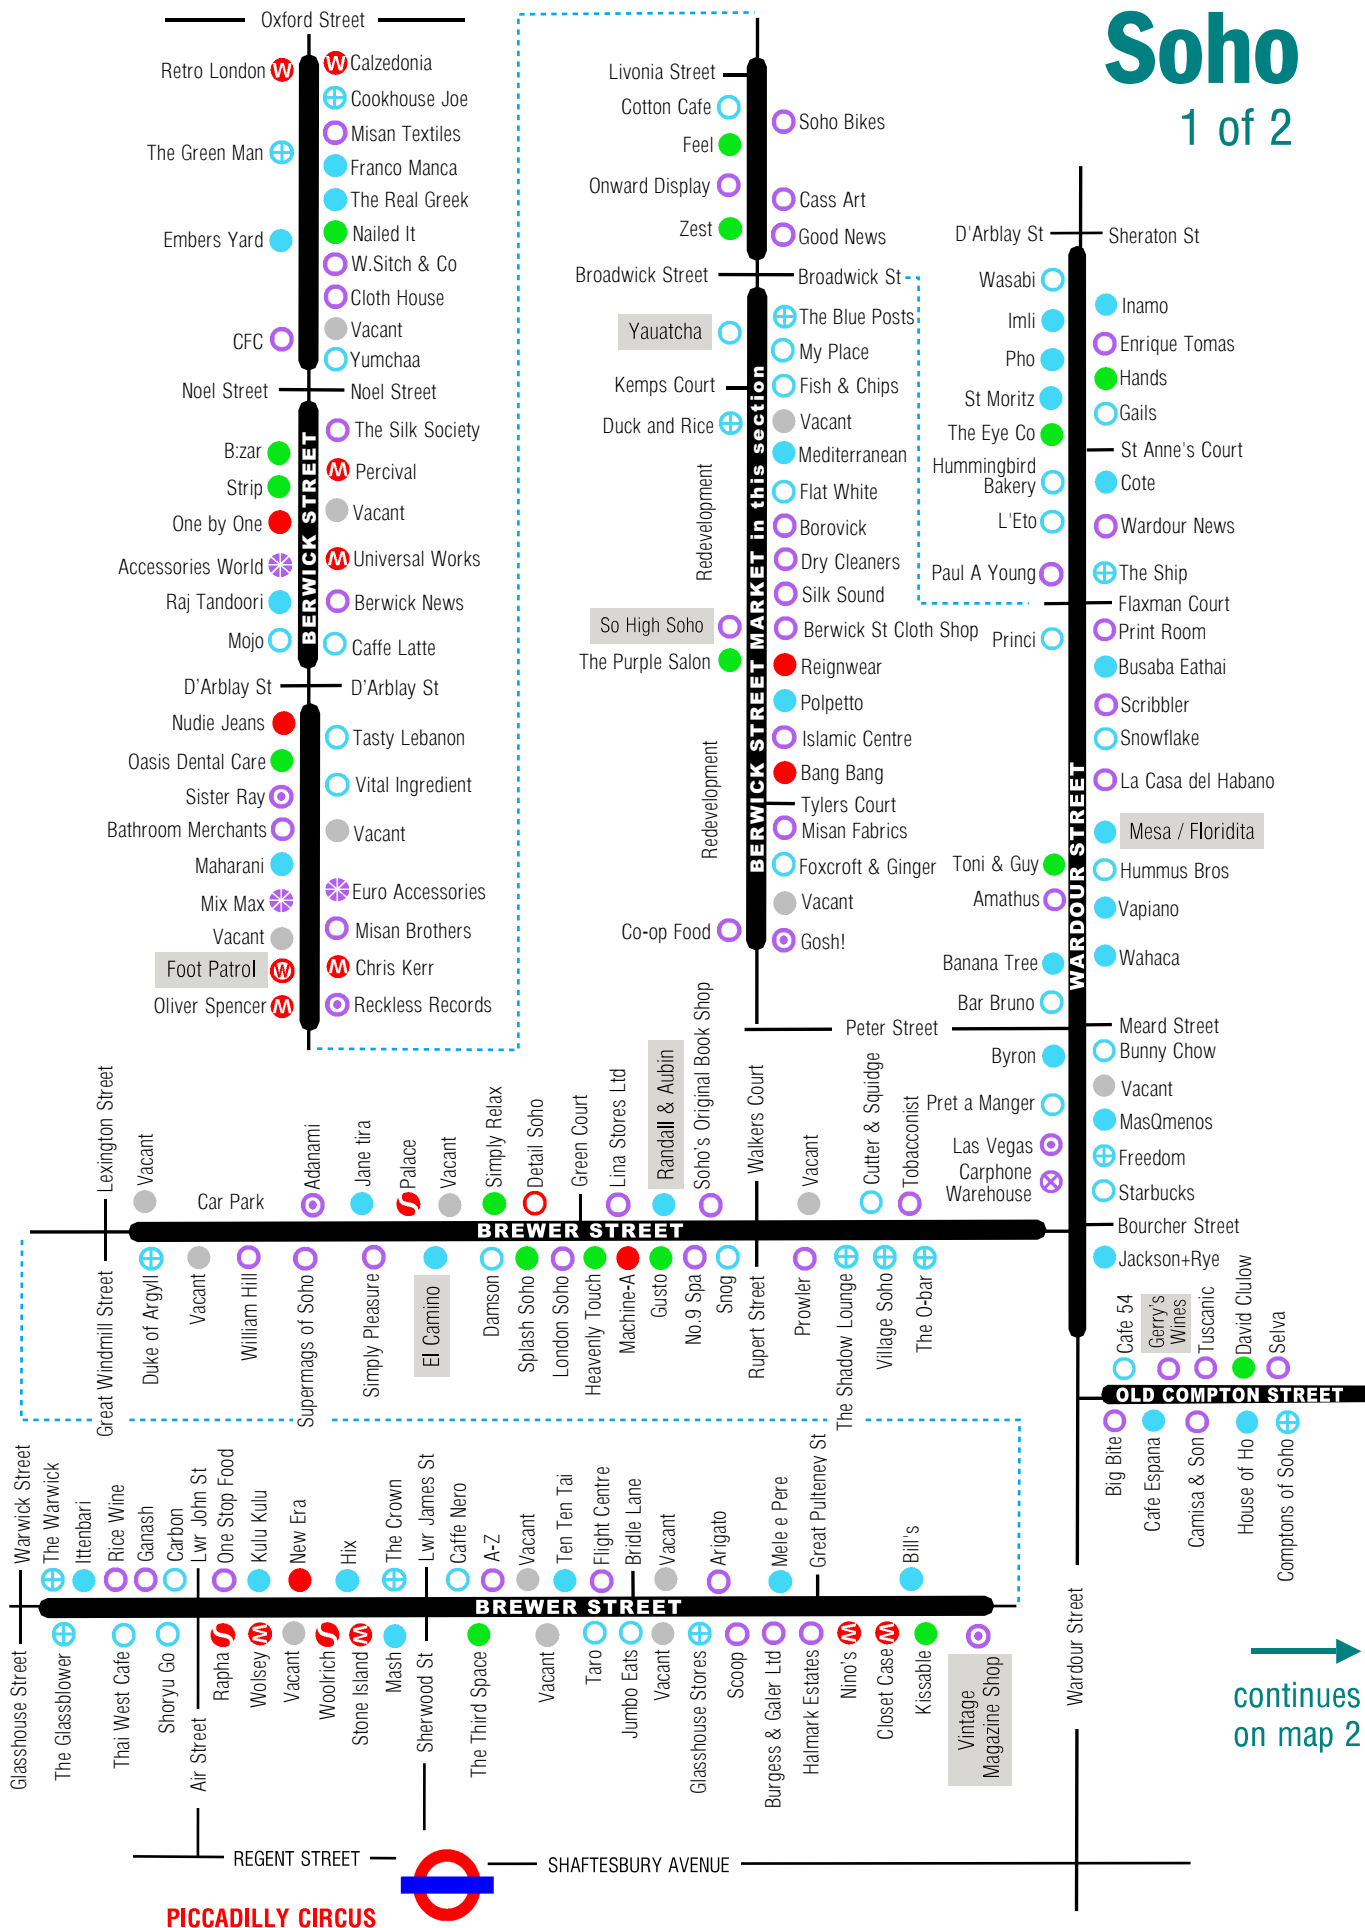 Soho
1 of 2
Oxford Street
Retro London
Calzedonia
Cookhouse Joe
Misan Textiles
The Green Man
Franco Manca
The Real Greek
Nailed It
Embers Yard
W.Sitch & Co
Cloth House
Vacant
CFC
Yumchaa
Noel Street
Noel Street
BERWICK STREET
The Silk Society
B:zar
Percival
Strip
Vacant
One by One
Universal Works
Accessories World
Raj Tandoori
Berwick News
Mojo
Caffe Latte
D'Arblay St
D'Arblay St
Nudie Jeans
Tasty Lebanon
Oasis Dental Care
Vital Ingredient
Sister Ray
Bathroom Merchants
Vacant
Maharani
Euro Accessories
Mix Max
Misan Brothers
Vacant
Foot Patrol
Chris Kerr
Oliver Spencer
Reckless Records
Livonia Street
Cotton Cafe
Soho Bikes
Feel
Onward Display
Cass Art
Zest
Good News
Broadwick Street
Broadwick St
BERWICK STREET MARKET in this section
The Blue Posts
Yauatcha
My Place
Kemps Court
Fish & Chips
Duck and Rice
Vacant
Mediterranean
Redevelopment
Flat White
Borovick
Dry Cleaners
Silk Sound
So High Soho
Berwick St Cloth Shop
The Purple Salon
Reignwear
Polpetto
Redevelopment
Islamic Centre
Bang Bang
Tylers Court
Misan Fabrics
Foxcroft & Ginger
Vacant
Co-op Food
Gosh!
Peter Street
D'Arblay St
Sheraton St
Wasabi
Inamo
Imli
Enrique Tomas
Pho
Hands
St Moritz
Gails
The Eye Co
St Anne's Court
Hummingbird
Bakery
Cote
L'Eto
Wardour News
Paul A Young
The Ship
Flaxman Court
Princi
Print Room
Busaba Eathai
Scribbler
Snowflake
WARDOUR STREET
La Casa del Habano
Mesa / Floridita
Toni & Guy
Hummus Bros
Amathus
Vapiano
Banana Tree
Wahaca
Bar Bruno
Meard Street
Byron
Bunny Chow
Vacant
Pret a Manger
MasQmenos
Las Vegas
Freedom
Carphone
Warehouse
Starbucks
Bourcher Street
Jackson+Rye
Lexington Street
Vacant
Car Park
Adanami
Jane tira
Palace
Vacant
Simply Relax
Detail Soho
Green Court
Lina Stores Ltd
Randall & Aubin
Soho's Original Book Shop
Walkers Court
Vacant
Cutter & Squidge
Tobacconist
BREWER STREET
Great Windmill Street
Duke of Argyll
Vacant
William Hill
Supermags of Soho
Simply Pleasure
El Camino
Damson
Splash Soho
London Soho
Heavenly Touch
Machine-A
Gusto
No.9 Spa
Snog
Rupert Street
Prowler
The Shadow Lounge
Village Soho
The O-bar
Cafe 54
Gerry's
Wines
Tuscanic
David Clulow
Selva
OLD COMPTON STREET
Big Bite
Cafe Espana
Camisa & Son
House of Ho
Comptons of Soho
Warwick Street
The Warwick
Ittenbari
Rice Wine
Ganash
Carbon
Lwr John St
One Stop Food
Kulu Kulu
New Era
Hix
The Crown
Lwr James St
Caffe Nero
A-Z
Vacant
Ten Ten Tai
Flight Centre
Bridle Lane
Vacant
Arigato
Mele e Pere
Great Pulteney St
Bill's
BREWER STREET
Glasshouse Street
The Glassblower
Thai West Cafe
Shoryu Go
Air Street
Rapha
Wolsey
Vacant
Woolrich
Stone Island
Mash
Sherwood St
The Third Space
Vacant
Taro
Jumbo Eats
Vacant
Glasshouse Stores
Scoop
Burgess & Galer Ltd
Halmark Estates
Nino's
Closet Case
Kissable
Vintage
Magazine Shop
Wardour Street
continues
on map 2
REGENT STREET
SHAFTESBURY AVENUE
PICCADILLY CIRCUS